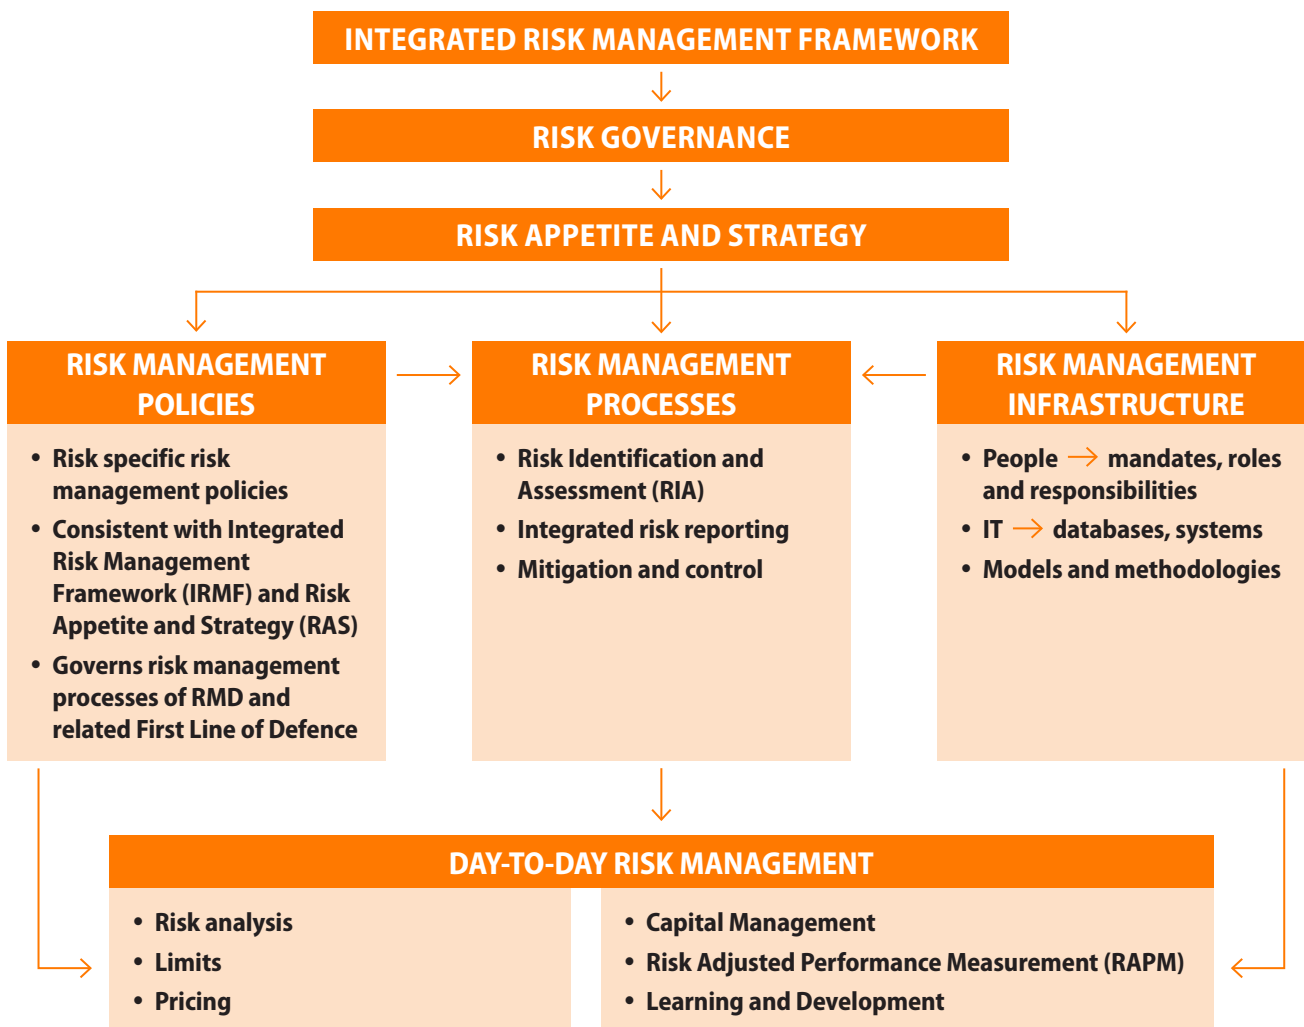 INTEGRATED RISK MANAGEMENT FRAMEWORK
RISK GOVERNANCE
RISK APPETITE AND STRATEGY
RISK MANAGEMENT
POLICIES
• Risk specific risk
management policies
• Consistent with Integrated
Risk Management
Framework (IRMF) and Risk
Appetite and Strategy (RAS)
• Governs risk management
processes of RMD and
related First Line of Defence
RISK MANAGEMENT
PROCESSES
• Risk Identification and
Assessment (RIA)
• Integrated risk reporting
• Mitigation and control
RISK MANAGEMENT
INFRASTRUCTURE
• People → mandates, roles
and responsibilities
• IT → databases, systems
• Models and methodologies
DAY-TO-DAY RISK MANAGEMENT
• Risk analysis
• Limits
• Pricing
• Capital Management
• Risk Adjusted Performance Measurement (RAPM)
• Learning and Development